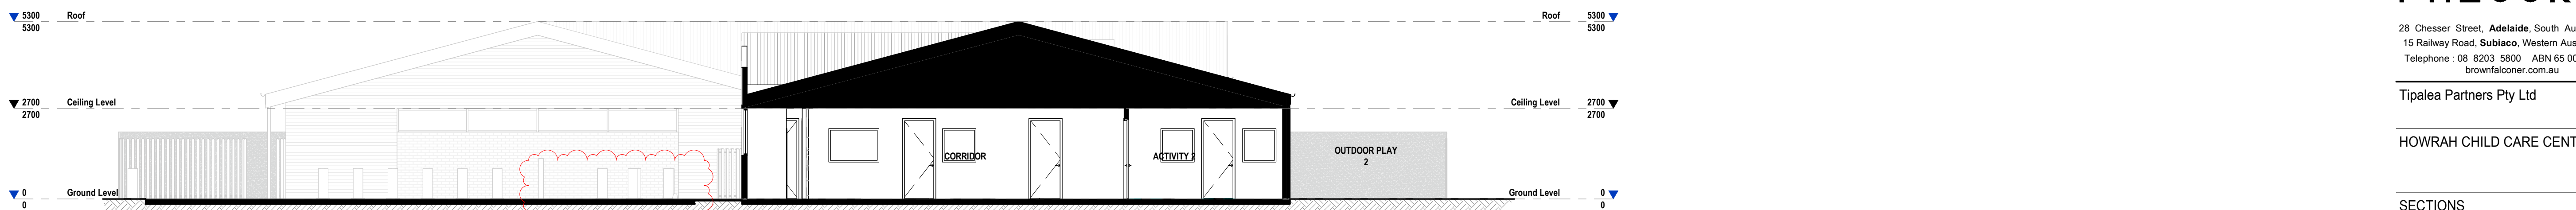 5300
Roof
5300
Roof
5300
5300
2700
Ceiling Level
2700
Ceiling Level
2700
2700
CORRIDOR
ACTIVITY 2
OUTDOOR PLAY
2
0
Ground Level
0
Ground Level
0
0
28 Chesser Street, Adelaide, South Au
15 Railway Road, Subiaco, Western Aus
Telephone : 08 8203 5800 ABN 65 00
brownfalconer.com.au
Tipalea Partners Pty Ltd
HOWRAH CHILD CARE CENT
SECTIONS